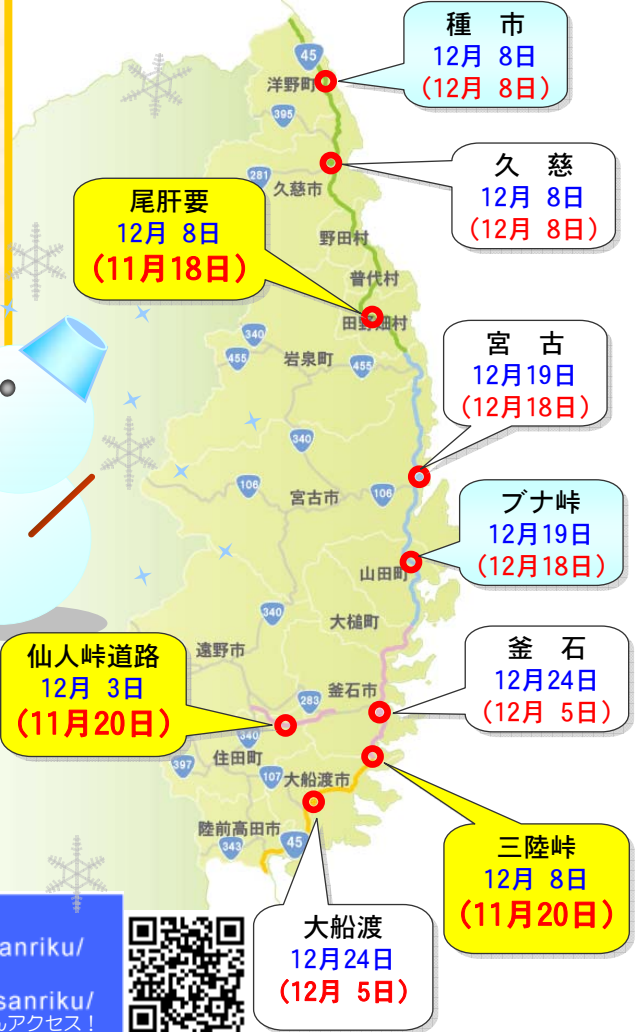 種 市
12月 8日
(12月 8日)
45
洋野町
395
久 慈
12月 8日
(12月 8日)
281
久慈市
尾肝要
12月 8日
(11月18日)
野田村
普代村
田野畑村
宮 古
12月19日
(12月18日)
340
455
岩泉町
455
340
106
宮古市
106
ブナ峠
12月19日
(12月18日)
山田町
340
大槌町
遠野市
仙人峠道路
12月 3日
(11月20日)
釜 石
12月24日
(12月 5日)
283
釜石市
340
397
住田町
107
大船渡市
陸前高田市
343
45
三陸峠
12月 8日
(11月20日)
大船渡
12月24日
(12月 5日)
anriku/
sanriku/
んアクセス！